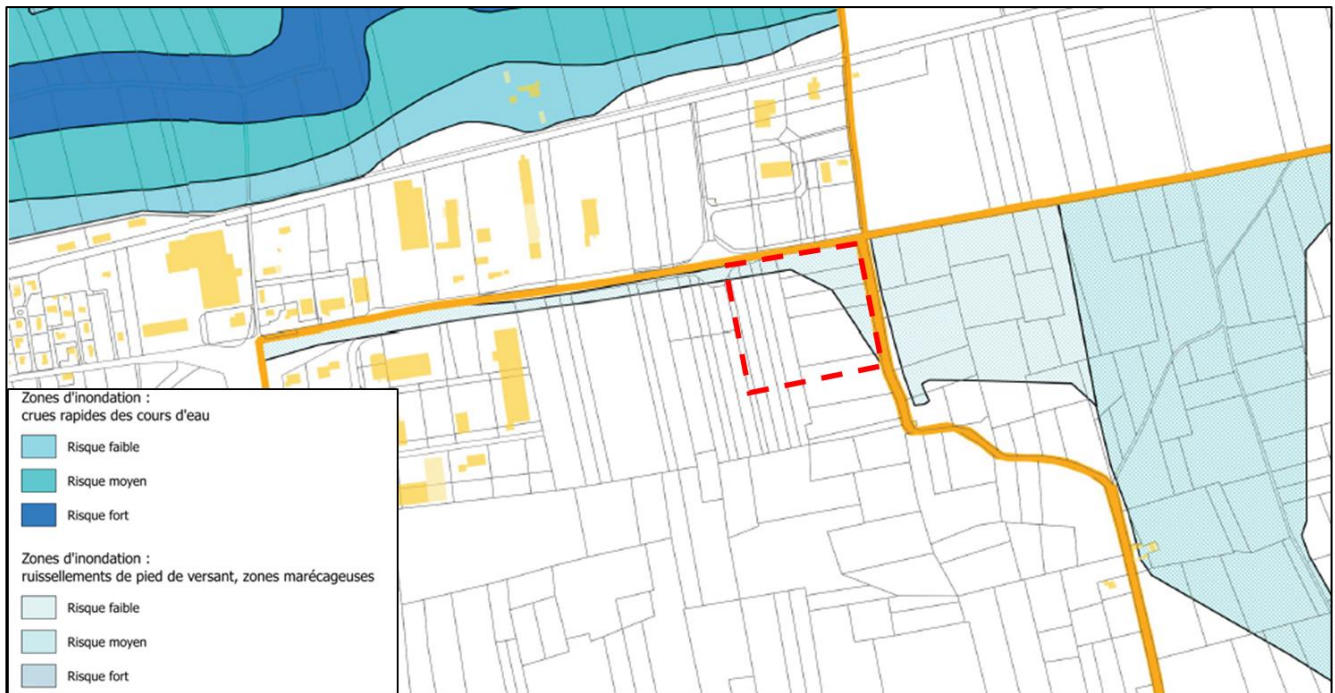 Zones d'inondation :
crues rapides des cours d'eau
Risque faible
Risque moyen
Risque fort
Zones d'inondation :
ruissellements de pied de versant, zones marécageuses
Risque faible
Risque moyen
Risque fort